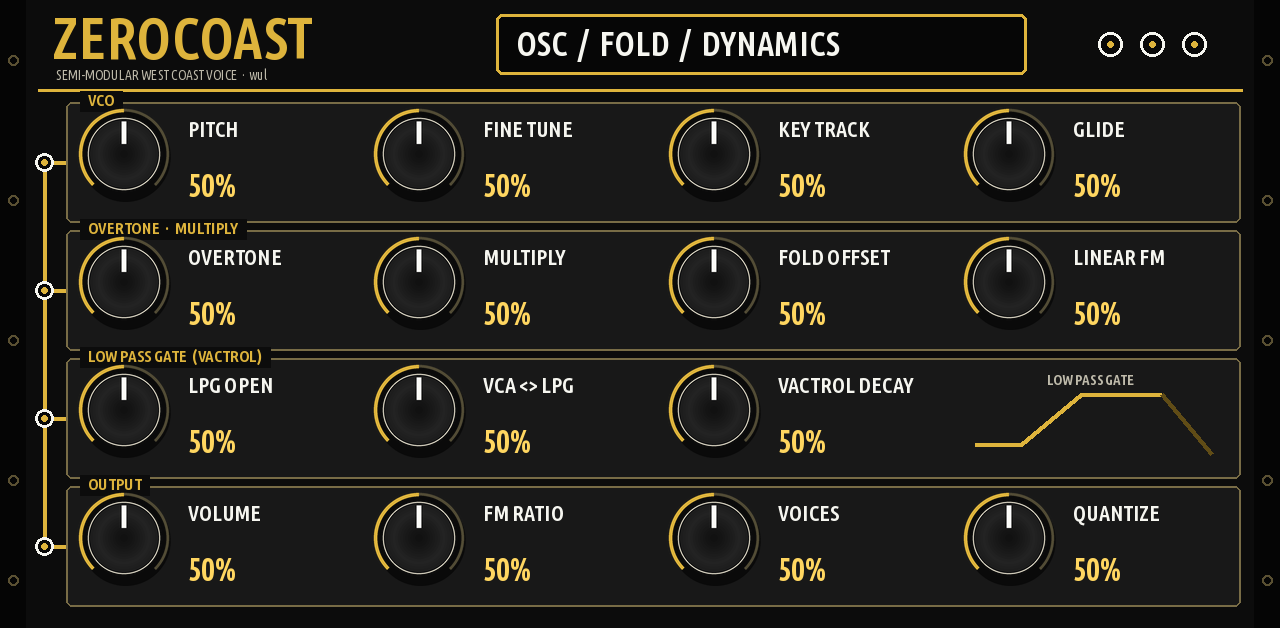 ZEROCOAST
SEMI-MODULAR WEST COAST VOICE · wul
OSC / FOLD / DYNAMICS
VCO
PITCH
50%
FINE TUNE
50%
KEY TRACK
50%
GLIDE
50%
OVERTONE · MULTIPLY
OVERTONE
50%
MULTIPLY
50%
FOLD OFFSET
50%
LINEAR FM
50%
LOW PASS GATE (VACTROL)
LPG OPEN
50%
VCA <> LPG
50%
VACTROL DECAY
50%
LOW PASS GATE
OUTPUT
VOLUME
50%
FM RATIO
50%
VOICES
50%
QUANTIZE
50%